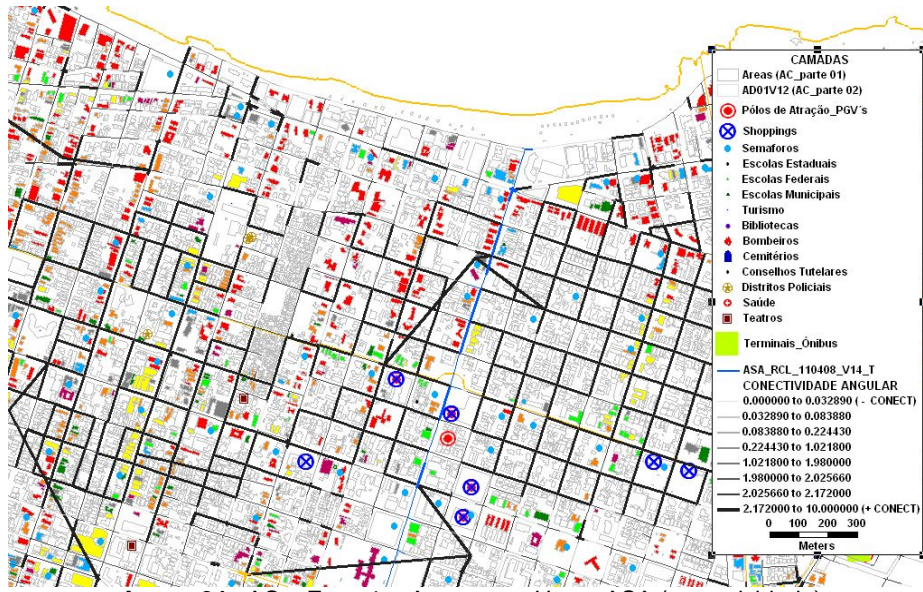 CAMADAS
Areas (AC_parte 01)
AD01V12 (AC_parte 02)
Pólos de Atração_PGV´s
Shoppings
Semaforos
Escolas Estaduais
Escolas Federais
Escolas Municipais
Turismo
Bibliotecas
Bombeiros
Cemitérios
Conselhos Tutelares
Distritos Policiais
Saúde
Teatros
Terminais_Ônibus
ASA_RCL_110408_V14_T
CONECTIVIDADE ANGULAR
0.000000 to 0.032890 ( - CONECT)
0.032890 to 0.083880
0.083880 to 0.224430
0.224430 to 1.021800
1.021800 to 1.980000
1.980000 to 2.025660
2.025660 to 2.172000
2.172000 to 10.000000 (+ CONECT)
0 100 200 300
Meters